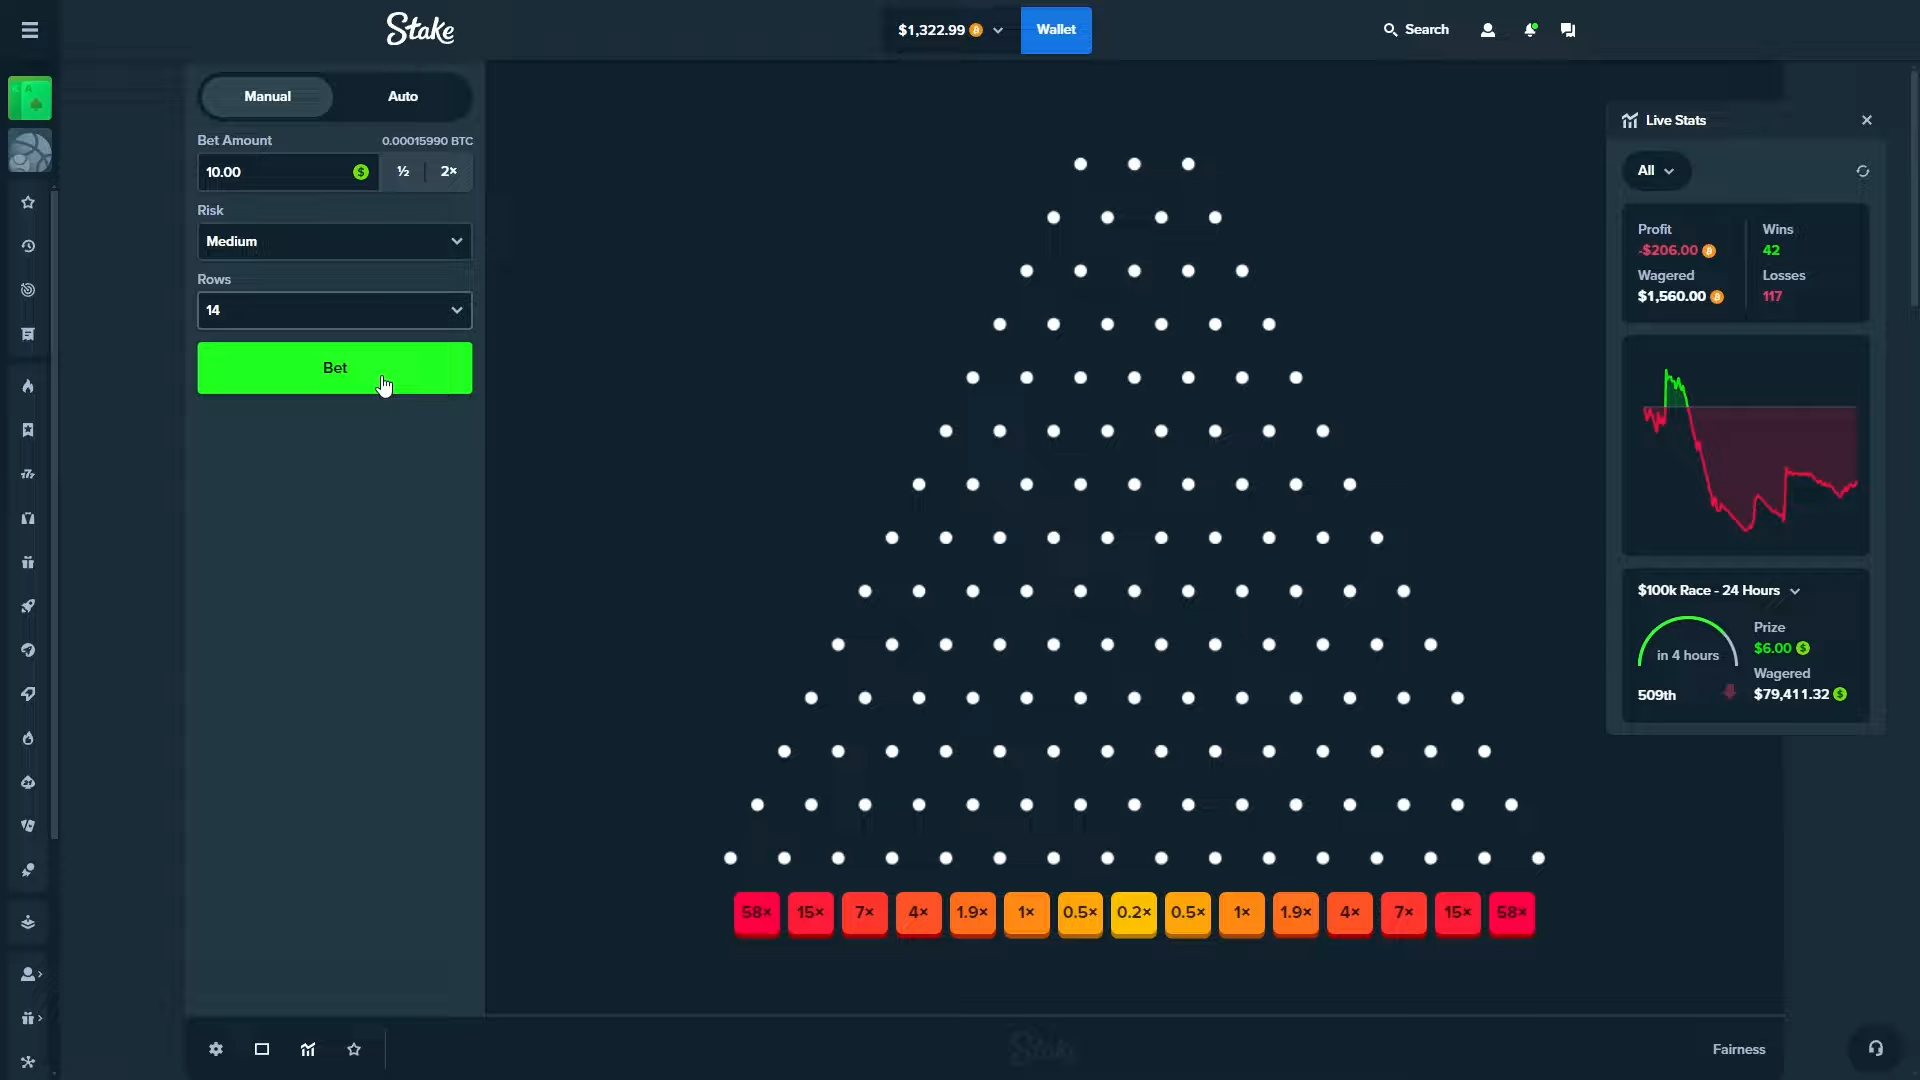 Stake
$1,322.99
Wallet
Search
Manual
Auto
Bet Amount
0.00015990 BTC
10.00
½
2×
Risk
Medium
Rows
14
Bet
58×
15×
7×
4×
1.9×
1×
0.5×
0.2×
0.5×
1×
1.9×
4×
7×
15×
58×
Live Stats
All
Profit
-$206.00
Wins
42
Wagered
$1,560.00
Losses
117
$100k Race - 24 Hours
in 4 hours
509th
Prize
$6.00
Wagered
$79,411.32
Stake
Fairness